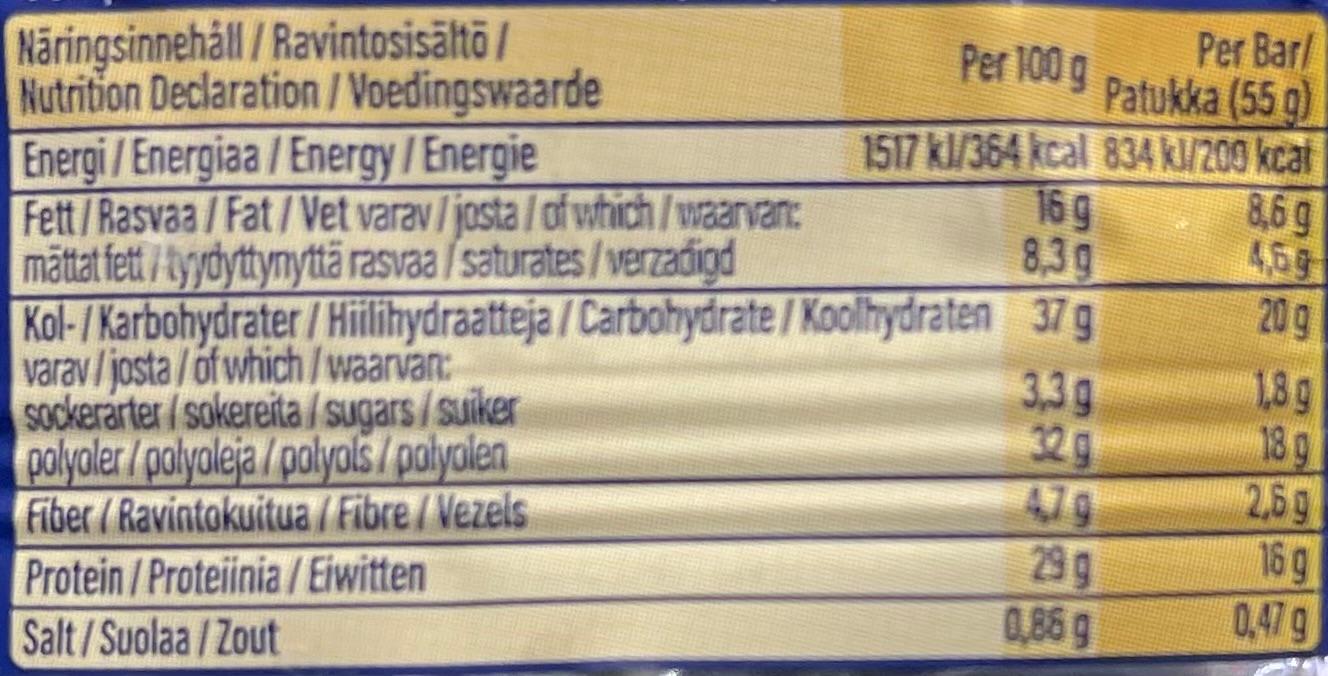 Näringsinnehåll / Ravintosisältö /
Nutrition Declaration / Voedingswaarde
Per 100 g
Per Bar/
Patukka (55 g)
Energi / Energiaa / Energy / Energie 1517 kJ/364 kcal 834 kJ/200 kcal
Fett / Rasvaa / Fat / Vet varav / josta / of which / waarvan: 16 g 8,6 g
mättat fett / tyydyttynyttä rasvaa / saturates / verzadigd 8,3 g 4,6 g
Kol- / Karbohydrater / Hiilihydraatteja / Carbohydrate / Koolhydraten 37 g 20 g
varav / josta / of which / waarvan:
sockerarter / sokereita / sugars / suiker 3,3 g 1,8 g
polyoler / polyoleja / polyols / polyolen 32 g 18 g
Fiber / Ravintokuitua / Fibre / Vezels 4,7 g 2,6 g
Protein / Proteiinia / Eiwitten 29 g 16 g
Salt / Suolaa / Zout 0,86 g 0,47 g